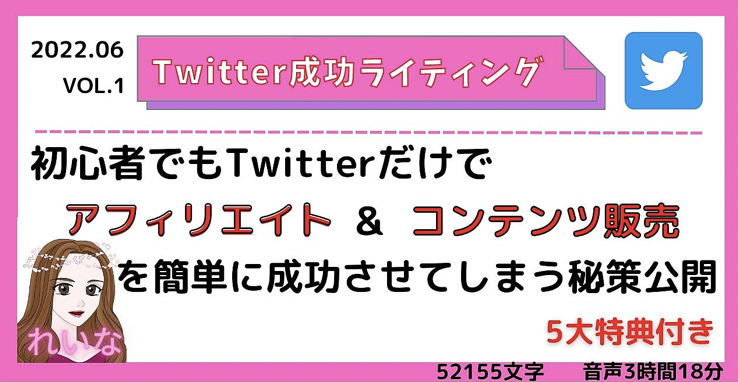 2022.06
VOL.1
Twitter成功ライティング
初心者でもTwitterだけで
アフィリエイト & コンテンツ販売
を簡単に成功させてしまう秘策公開
れいな
5大特典付き
52155文字 音声3時間18分